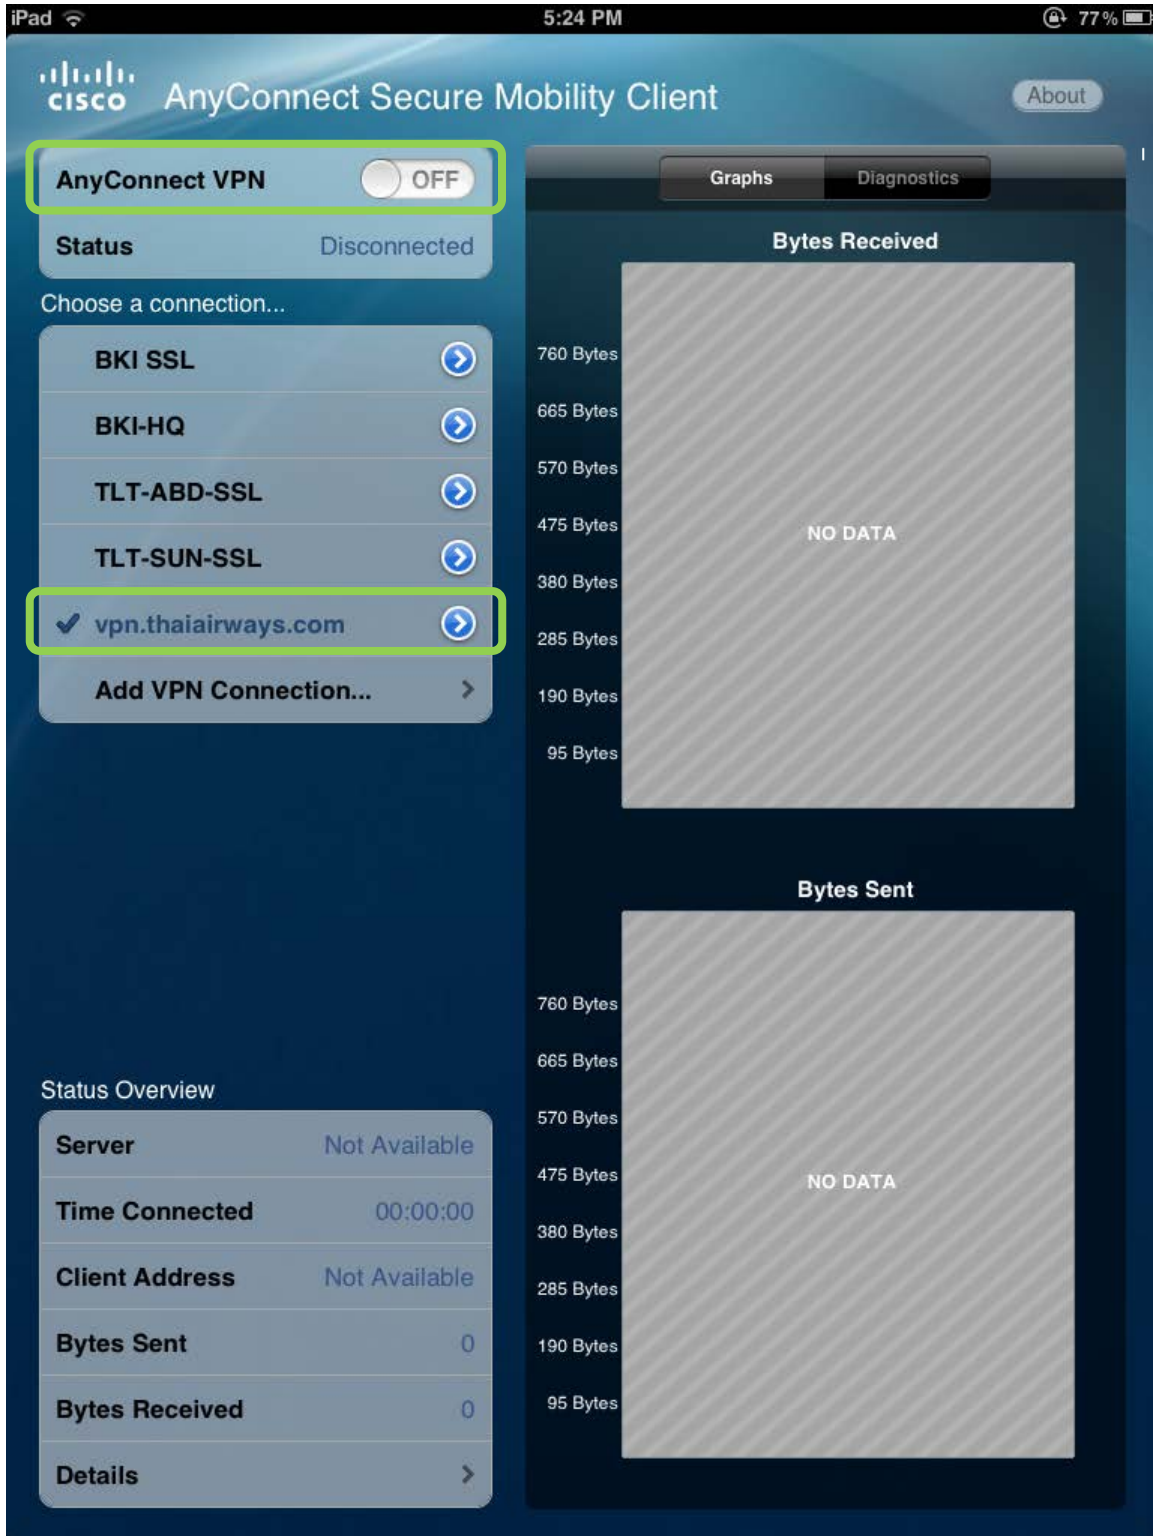 iPad 5:24 PM 77%
CISCO AnyConnect Secure Mobility Client About
AnyConnect VPN OFF
Status Disconnected
Choose a connection...
BKI SSL
BKI-HQ
TLT-ABD-SSL
TLT-SUN-SSL
vpn.thaiairways.com
Add VPN Connection...
Status Overview
Server Not Available
Time Connected 00:00:00
Client Address Not Available
Bytes Sent 0
Bytes Received 0
Details
Graphs Diagnostics
Bytes Received
760 Bytes
665 Bytes
570 Bytes
475 Bytes
NO DATA
380 Bytes
285 Bytes
190 Bytes
95 Bytes
Bytes Sent
760 Bytes
665 Bytes
570 Bytes
475 Bytes
NO DATA
380 Bytes
285 Bytes
190 Bytes
95 Bytes